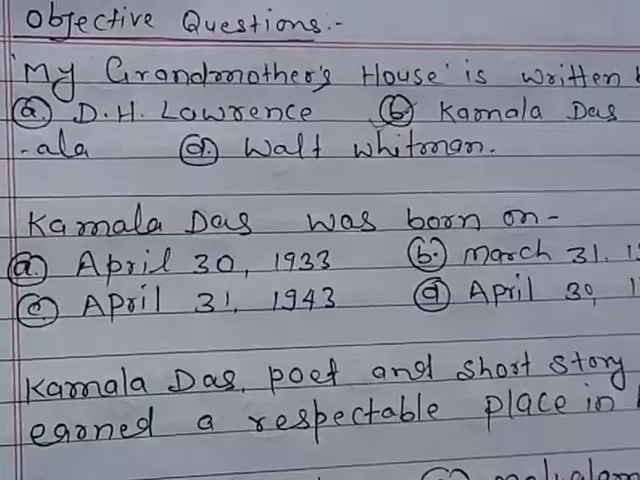 Objective Questions:-
'My Grandmother's House' is written
(a) D.H. Lawrence (b) Kamala Das
-ala (d) Walt Whitman.
Kamala Das was born on-
(a) April 30, 1933 (b) March 31, 
(c) April 31, 1943 (d) April 30,
Kamala Das, poet and short story
earned a respectable place in